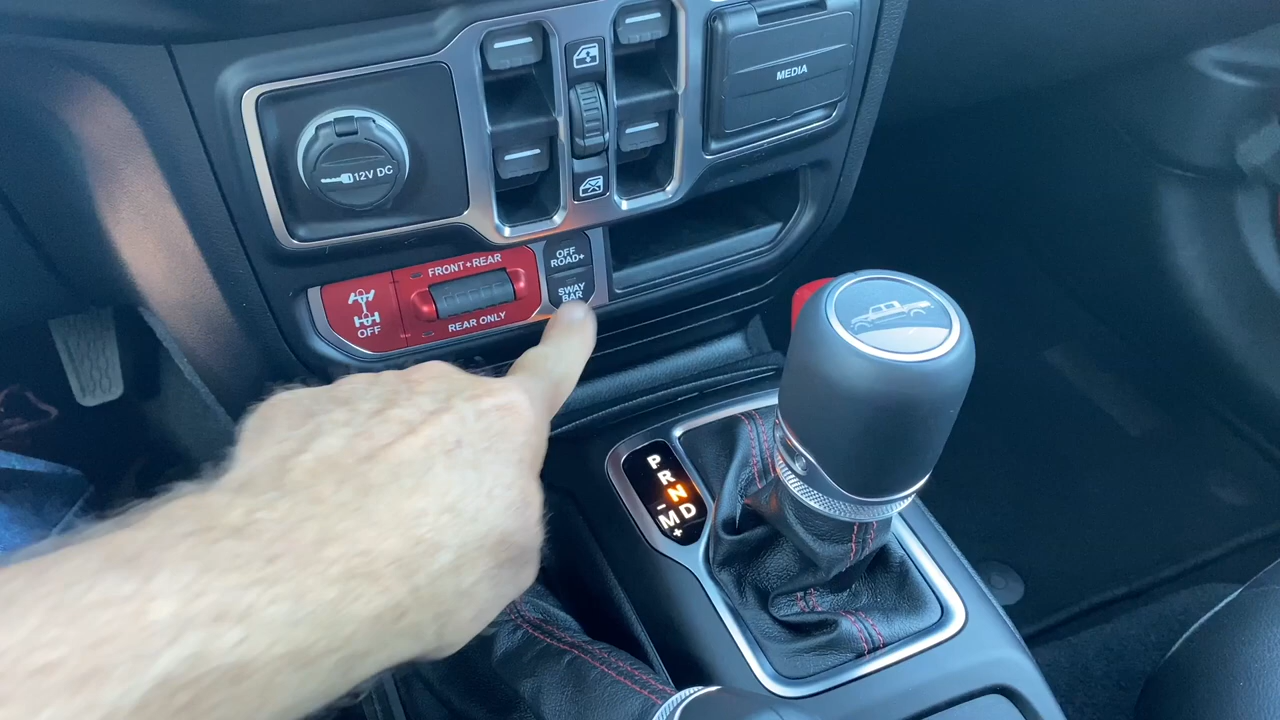 MEDIA
12V DC
OFF
ROAD+
FRONT+REAR
SWAY
BAR
OFF
REAR ONLY
P
R
N
- D
M
+